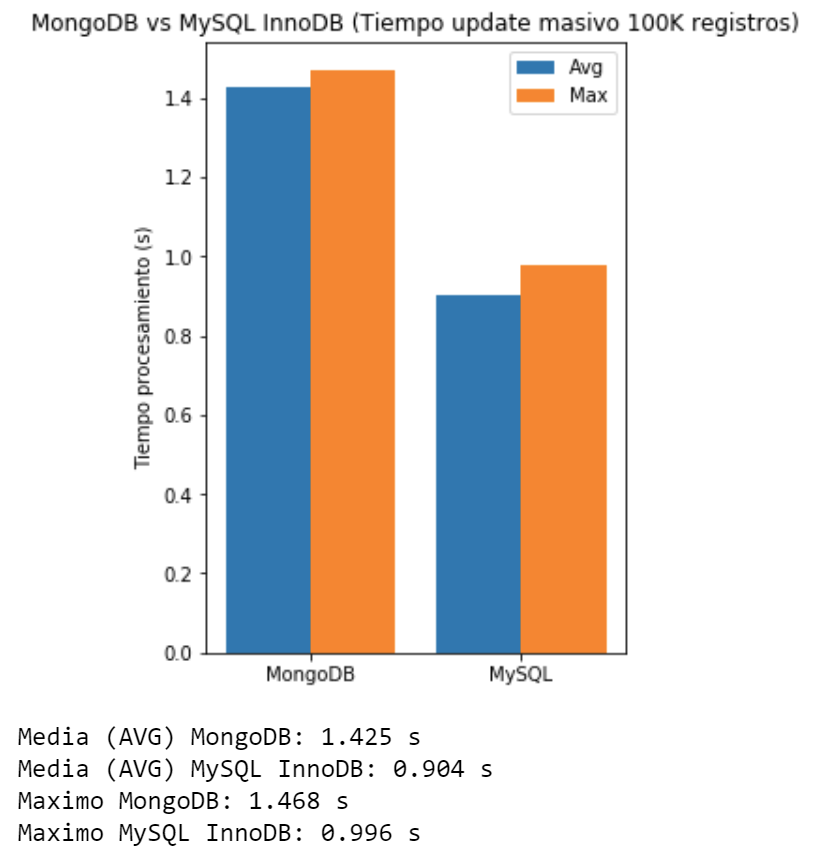 MongoDB vs MySQL InnoDB (Tiempo update masivo 100K registros)
Avg
Max
1.4
1.2
1.0
0.8
0.6
0.4
0.2
0.0
Tiempo procesamiento (s)
MongoDB
MySQL
Media (AVG) MongoDB: 1.425 s
Media (AVG) MySQL InnoDB: 0.904 s
Maximo MongoDB: 1.468 s
Maximo MySQL InnoDB: 0.996 s